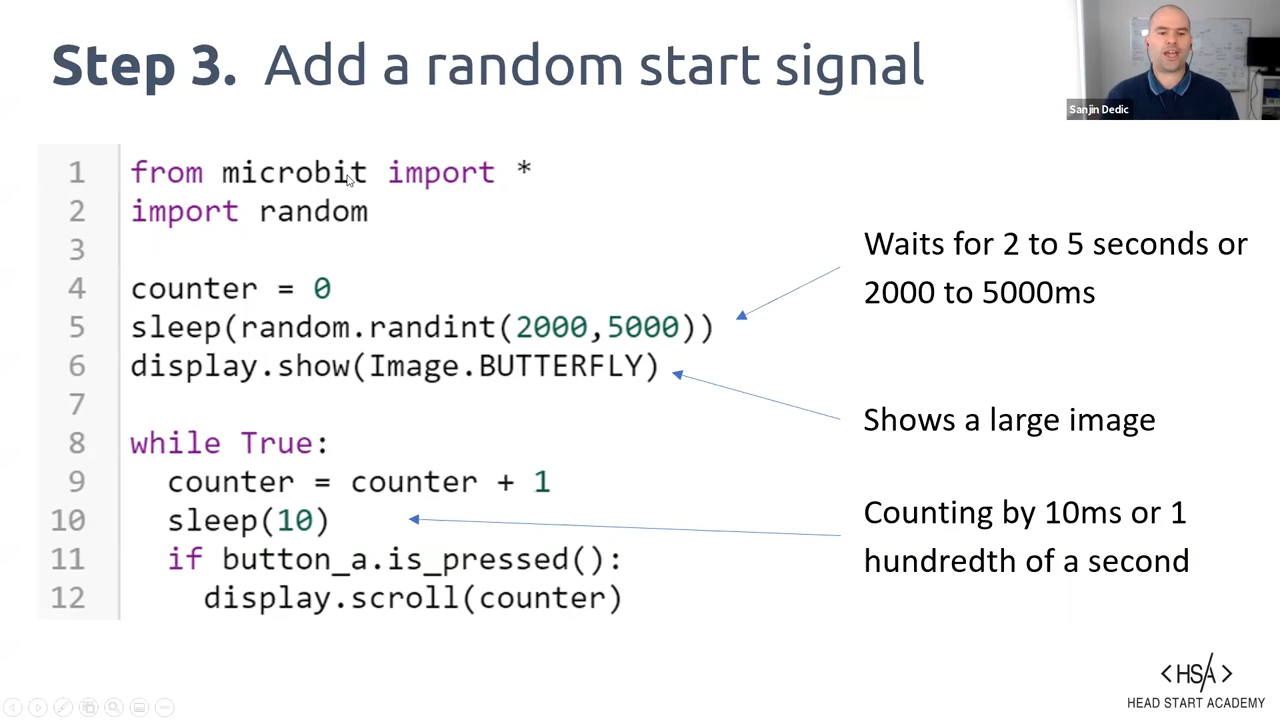 Step 3. Add a random start signal
Sanjin Dedic
1 from microbit import *
2 import random
3
4 counter = 0
5 sleep(random.randint(2000,5000))
6 display.show(Image.BUTTERFLY)
7
8 while True:
9 counter = counter + 1
10 sleep(10)
11 if button_a.is_pressed():
12 display.scroll(counter)
Waits for 2 to 5 seconds or
2000 to 5000ms
Shows a large image
Counting by 10ms or 1
hundredth of a second
<HSA>
HEAD START ACADEMY